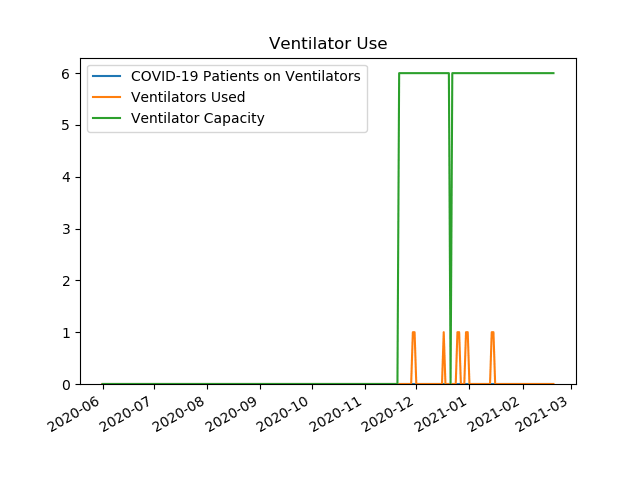 Ventilator Use
COVID-19 Patients on Ventilators
Ventilators Used
Ventilator Capacity
6
5
4
3
2
1
0
2020-06 2020-07 2020-08 2020-09 2020-10 2020-11 2020-12 2021-01 2021-02 2021-03